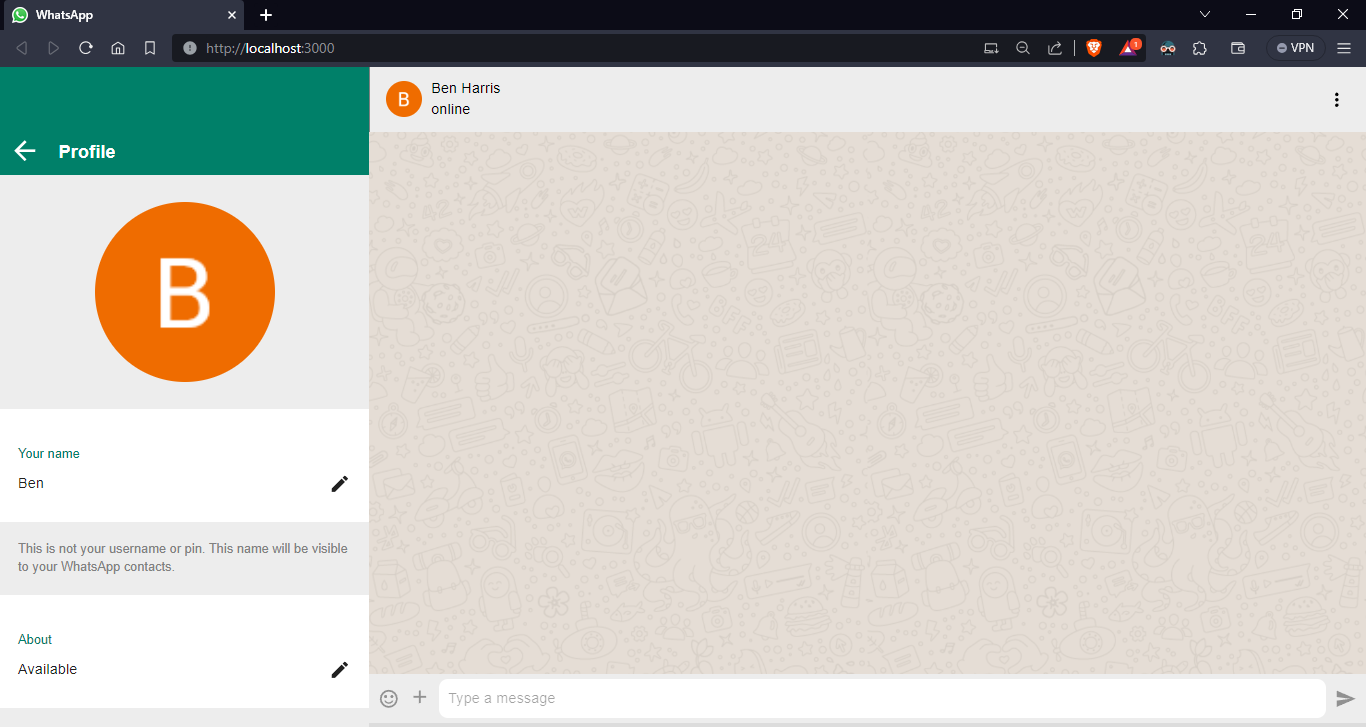 WhatsApp
http://localhost:3000
1
VPN
Profile
B
Your name
Ben
This is not your username or pin. This name will be visible
to your WhatsApp contacts.
About
Available
B
Ben Harris
online
Type a message